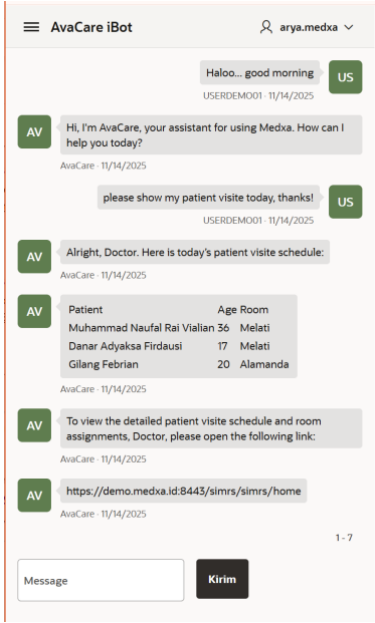 AvaCare iBot
arya.medxa
Haloo... good morning
US
USERDEMO01 - 11/14/2025
AV
Hi, I'm AvaCare, your assistant for using Medxa. How can I
help you today?
AvaCare - 11/14/2025
please show my patient visite today, thanks!
US
USERDEMO01 - 11/14/2025
AV
Alright, Doctor. Here is today's patient visite schedule:
AvaCare - 11/14/2025
AV
Patient Age Room
Muhammad Naufal Rai Vialian 36 Melati
Danar Adyaksa Firdausi 17 Melati
Gilang Febrian 20 Alamanda
AvaCare - 11/14/2025
AV
To view the detailed patient visite schedule and room
assignments, Doctor, please open the following link:
AvaCare - 11/14/2025
AV
https://demo.medxa.id:8443/simrs/simrs/home
AvaCare - 11/14/2025
1 - 7
Message
Kirim